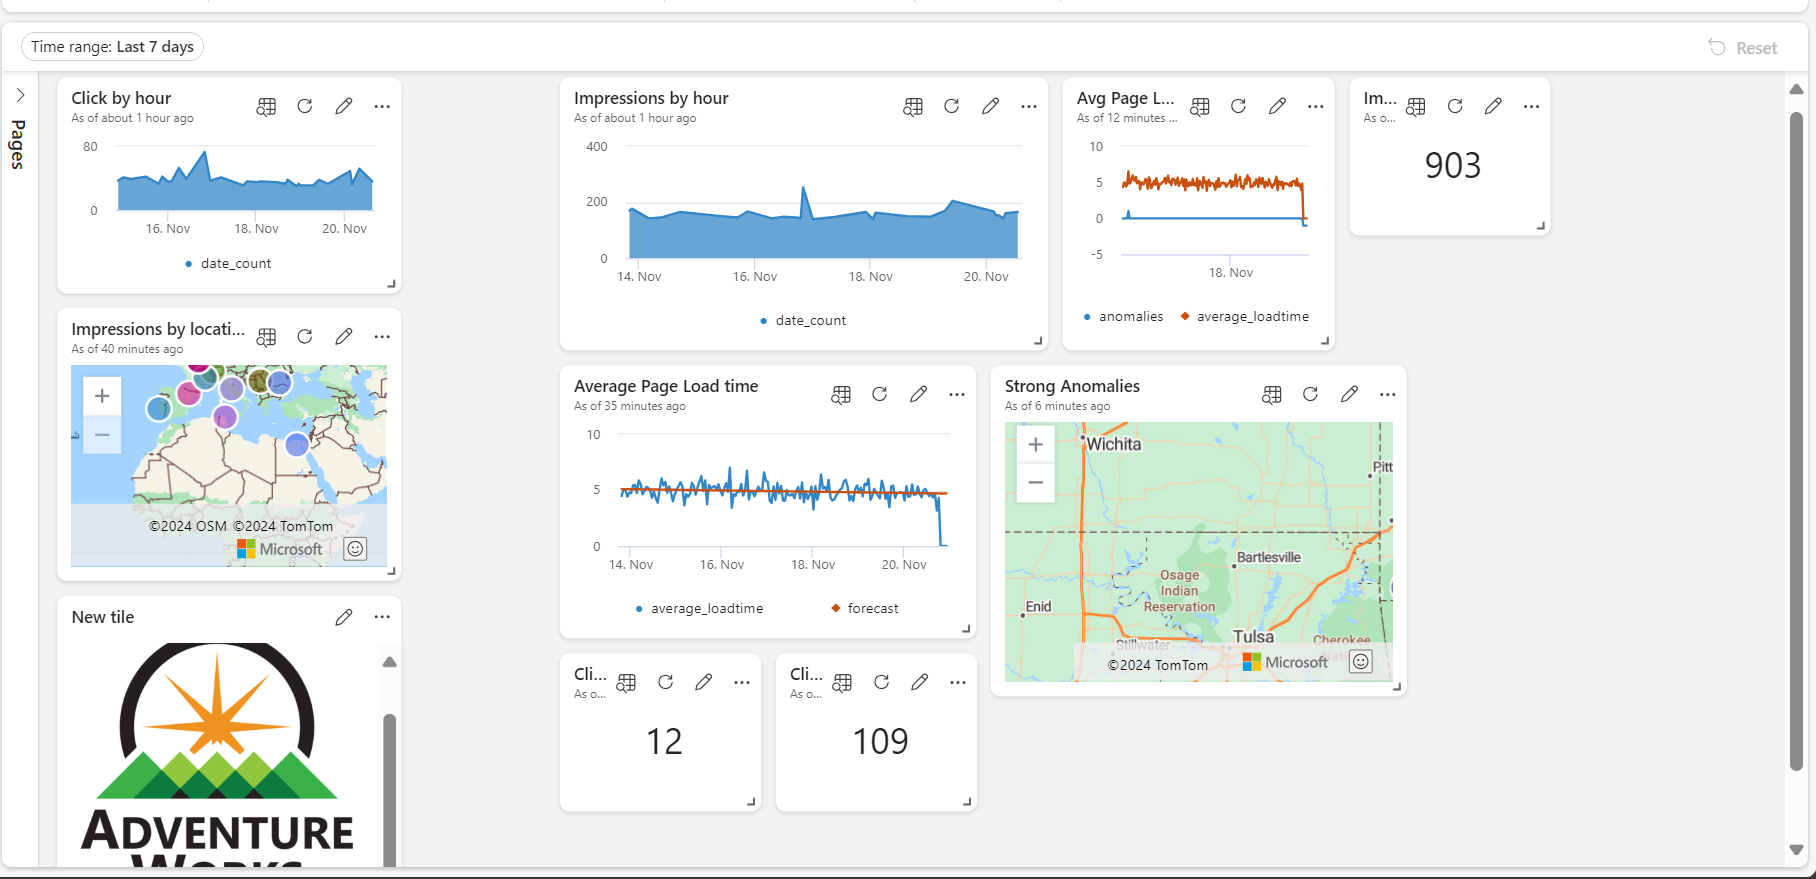 Time range: Last 7 days
Reset
Pages
Click by hour
As of about 1 hour ago
80
0
16. Nov
18. Nov
20. Nov
date_count
Impressions by hour
As of about 1 hour ago
400
200
0
14. Nov
16. Nov
18. Nov
20. Nov
date_count
Avg Page L...
As of 12 minutes ...
10
5
0
-5
18. Nov
anomalies
average_loadtime
Im...
As o...
903
Impressions by locati...
As of 40 minutes ago
©2024 OSM ©2024 TomTom
Microsoft
Average Page Load time
As of 35 minutes ago
10
5
0
14. Nov
16. Nov
18. Nov
20. Nov
average_loadtime
forecast
Strong Anomalies
As of 6 minutes ago
Wichita
Pitt
Bartlesville
Osage
Indian
Reservation
Enid
Tulsa
Stillwater
Cherokee
Nati
©2024 TomTom
Microsoft
New tile
ADVENTURE
WORKS
Cli...
As o...
12
Cli...
As o...
109